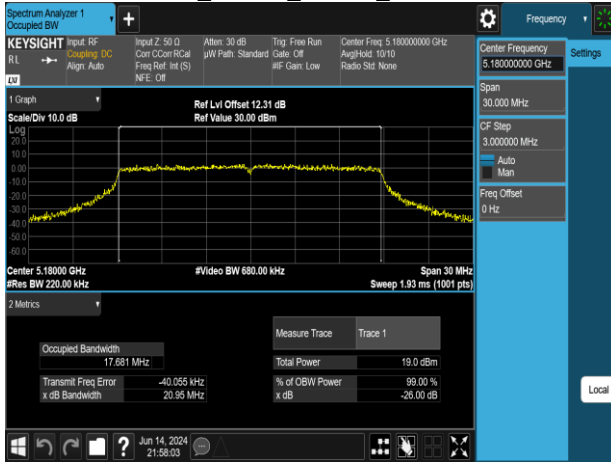 Spectrum Analyzer 1
Occupied BW
+
Frequency
KEYSIGHT
RL
LXI
Input: RF
Coupling: DC
Align: Auto
Input Z: 50 Ω
Corr CCorr RCal
Freq Ref: Int (S)
NFE: Off
Atten: 30 dB
µW Path: Standard
Trig: Free Run
Gate: Off
#IF Gain: Low
Center Freq: 5.180000000 GHz
Avg|Hold: 10/10
Radio Std: None
Center Frequency
5.180000000 GHz
Settings
Span
30.000 MHz
CF Step
3.000000 MHz
Auto
Man
Freq Offset
0 Hz
Local
1 Graph
Scale/Div 10.0 dB
Ref Lvl Offset 12.31 dB
Ref Value 30.00 dBm
Log
20.0
10.0
0.00
-10.0
-20.0
-30.0
-40.0
-50.0
-60.0
Center 5.18000 GHz
#Video BW 680.00 kHz
Span 30 MHz
#Res BW 220.00 kHz
Sweep 1.93 ms (1001 pts)
2 Metrics
Measure Trace
Trace 1
Occupied Bandwidth
17.681 MHz
Total Power
19.0 dBm
Transmit Freq Error
-40.055 kHz
% of OBW Power
99.00 %
x dB Bandwidth
20.95 MHz
x dB
-26.00 dB
?
Jun 14, 2024
21:58:03